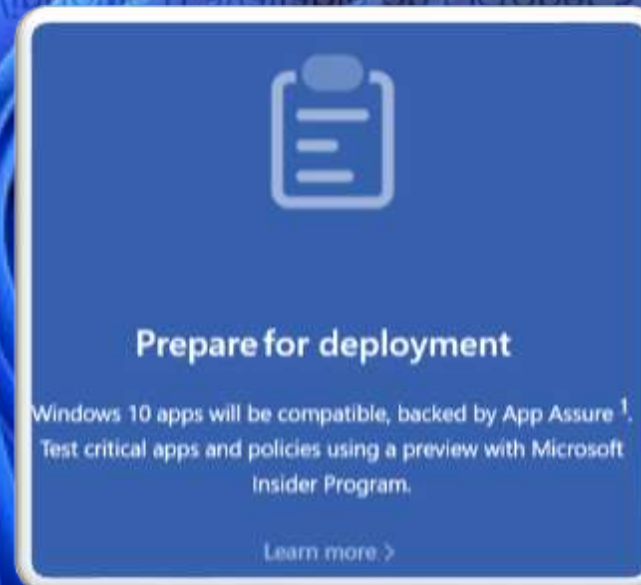 Prepare for deployment
Windows 10 apps will be compatible, backed by App Assure 1.
Test critical apps and policies using a preview with Microsoft
Insider Program.
Learn more >